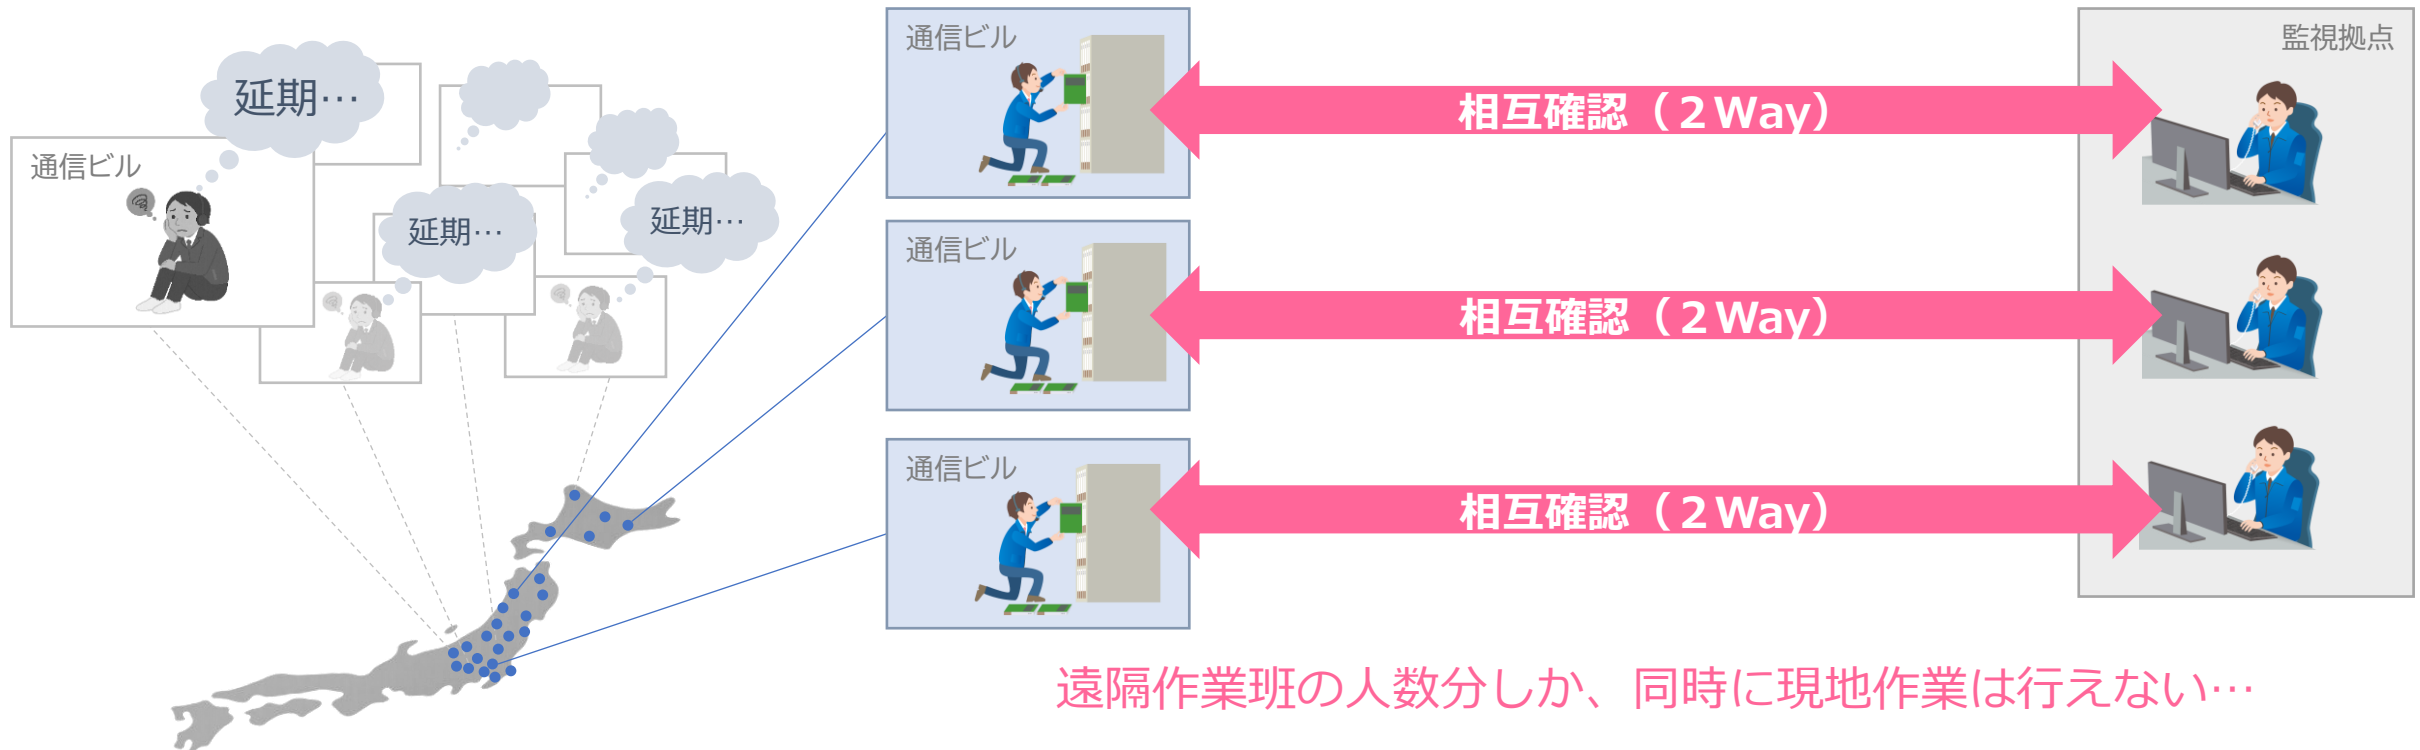 延期…
通信ビル
延期…
延期…
通信ビル
相互確認（２Way）
監視拠点
通信ビル
相互確認（２Way）
通信ビル
相互確認（２Way）
遠隔作業班の人数分しか、同時に現地作業は行えない…